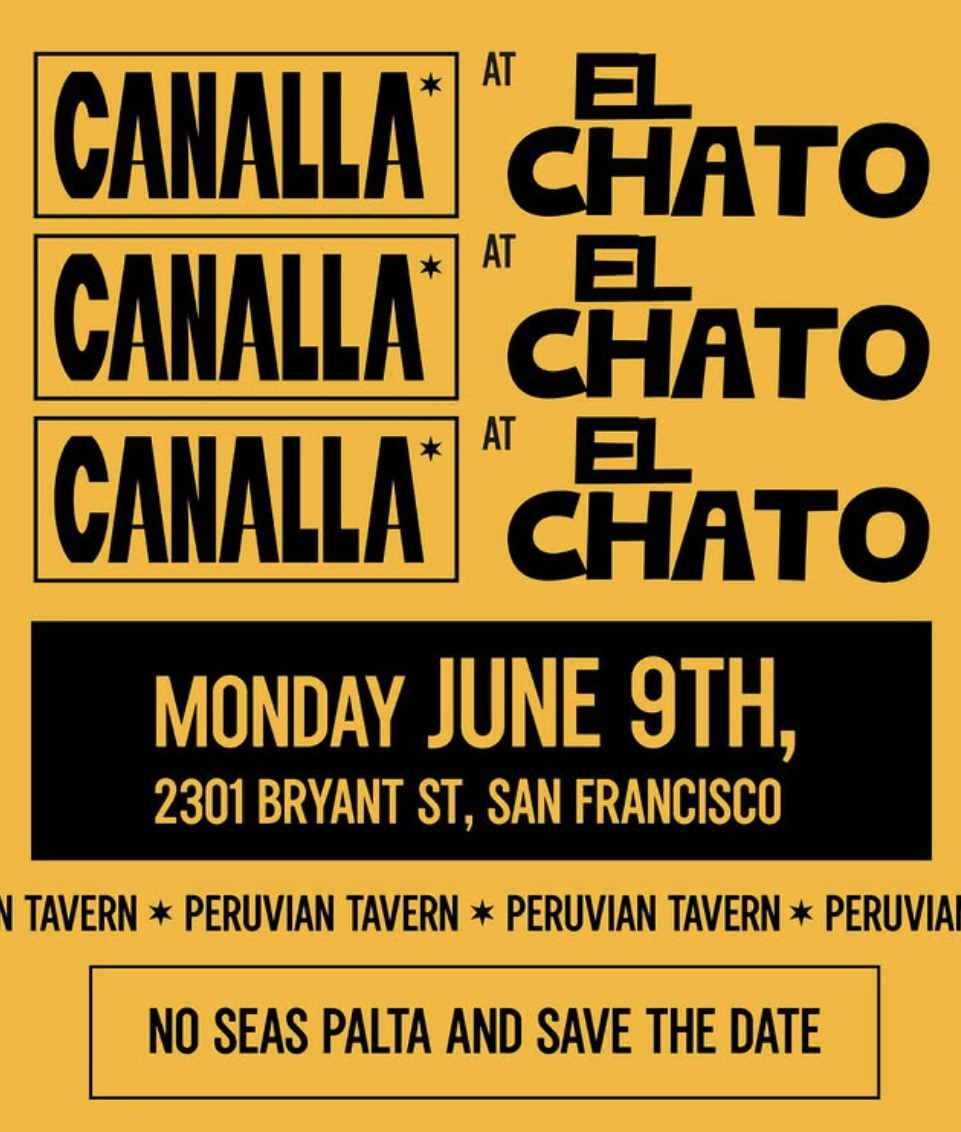 CANALLA* AT EL CHATO
CANALLA* AT EL CHATO
CANALLA* AT EL CHATO
MONDAY JUNE 9TH,
2301 BRYANT ST, SAN FRANCISCO
N TAVERN * PERUVIAN TAVERN * PERUVIAN TAVERN * PERUVIAN
NO SEAS PALTA AND SAVE THE DATE